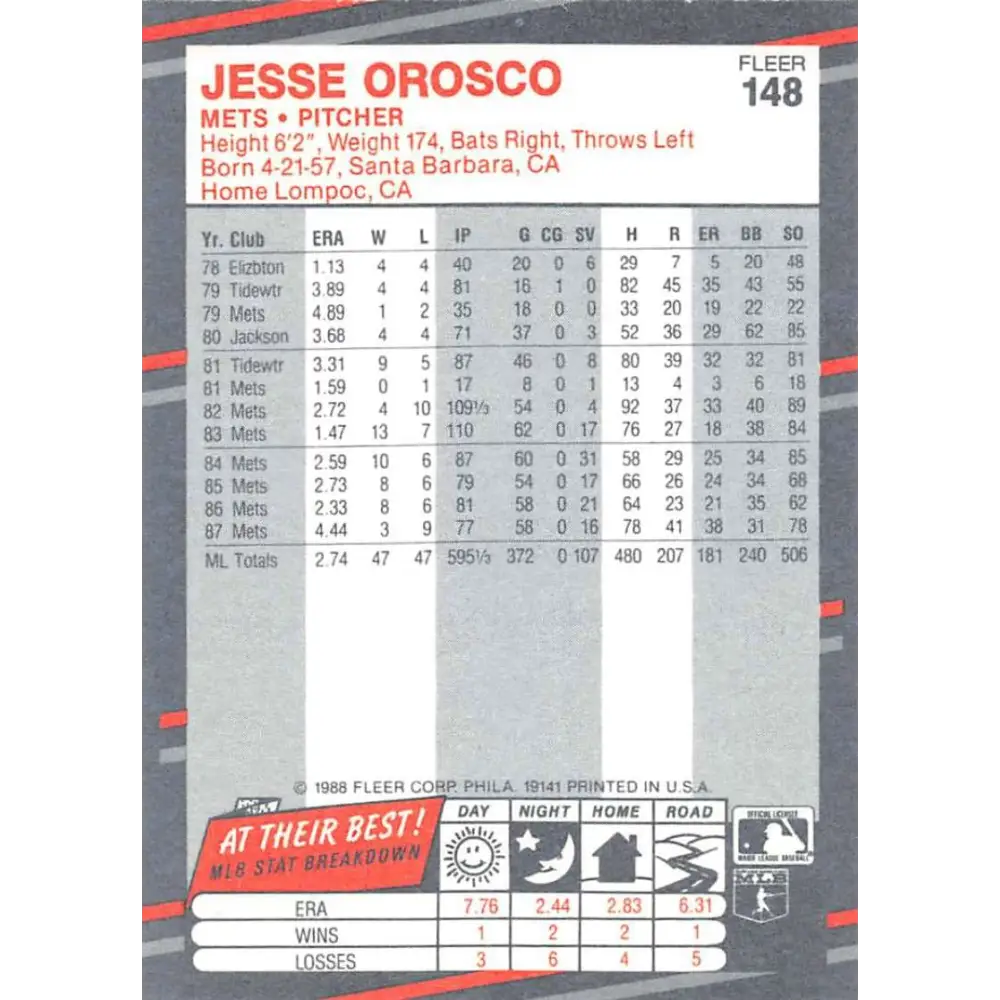 JESSE OROSCO
FLEER
148
METS • PITCHER
Height 6'2", Weight 174, Bats Right, Throws Left
Born 4-21-57, Santa Barbara, CA
Home Lompoc, CA
Yr. Club ERA W L IP G CG SV H R ER BB SO
78 Elizbton 1.13 4 4 40 20 0 6 29 7 5 20 48
79 Tidewtr 3.89 4 4 81 16 1 0 82 45 35 43 55
79 Mets 4.89 1 2 35 18 0 0 33 20 19 22 22
80 Jackson 3.68 4 4 71 37 0 3 52 36 29 62 85
81 Tidewtr 3.31 9 5 87 46 0 8 80 39 32 32 81
81 Mets 1.59 0 1 17 8 0 1 13 4 3 6 18
82 Mets 2.72 4 10 109⅓ 54 0 4 92 37 33 40 89
83 Mets 1.47 13 7 110 62 0 17 76 27 18 38 84
84 Mets 2.59 10 6 87 60 0 31 58 29 25 34 85
85 Mets 2.73 8 6 79 54 0 17 66 26 24 34 68
86 Mets 2.33 8 6 81 58 0 21 64 23 21 35 62
87 Mets 4.44 3 9 77 58 0 16 78 41 38 31 78
ML Totals 2.74 47 47 595⅓ 372 0 107 480 207 181 240 506
© 1988 FLEER CORP. PHILA. 19141 PRINTED IN U.S.A.
AT THEIR BEST!
MLB STAT BREAKDOWN
DAY NIGHT HOME ROAD
OFFICIAL LICENSEE
MAJOR LEAGUE BASEBALL
ERA 7.76 2.44 2.83 6.31
WINS 1 2 2 1
LOSSES 3 6 4 5